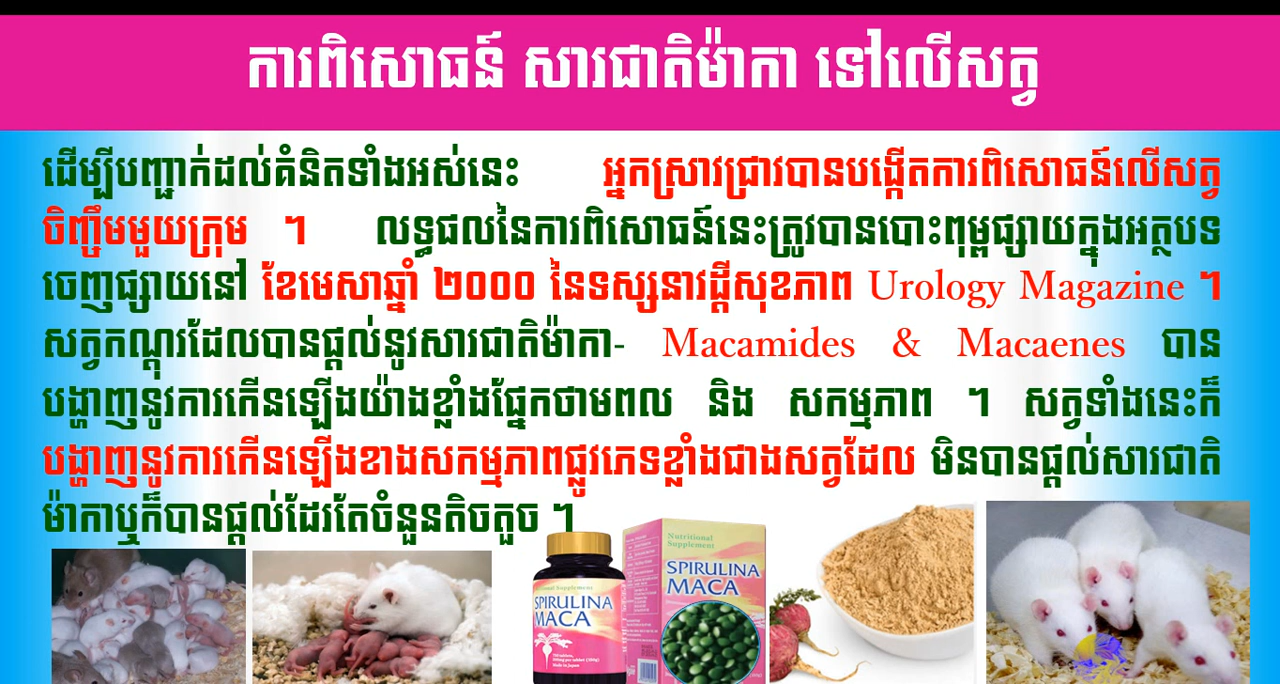 ការពិសោធន៍ សារជាតិម៉ាកា ទៅលើសត្វ
ដើម្បីបញ្ជាក់ដល់គំនិតទាំងអស់នេះ អ្នកស្រាវជ្រាវបានបង្កើតការពិសោធន៍លើសត្វ
ចិញ្ចឹមមួយក្រុម ។ លទ្ធផលនៃការពិសោធន៍នេះត្រូវបានបោះពុម្ពផ្សាយក្នុងអត្ថបទ
ចេញផ្សាយនៅ ខែមេសាឆ្នាំ ២០០០ នៃទស្សនាវដ្តីសុខភាព Urology Magazine ។
សត្វកណ្ដុរដែលបានផ្ដល់នូវសារជាតិម៉ាកា- Macamides & Macaenes បាន
បង្ហាញនូវការកើនឡើងយ៉ាងខ្លាំងផ្នែកថាមពល និង សកម្មភាព ។ សត្វទាំងនេះក៏
បង្ហាញនូវការកើនឡើងខាងសកម្មភាពផ្លូវភេទខ្លាំងជាងសត្វដែល មិនបានផ្ដល់សារជាតិ
ម៉ាកាឬក៏បានផ្ដល់ដែរតែចំនួនតិចតួច ។
Nutritional
Supplement
SPIRULINA
MACA
SPIRULINA
MACA
Made in Japan